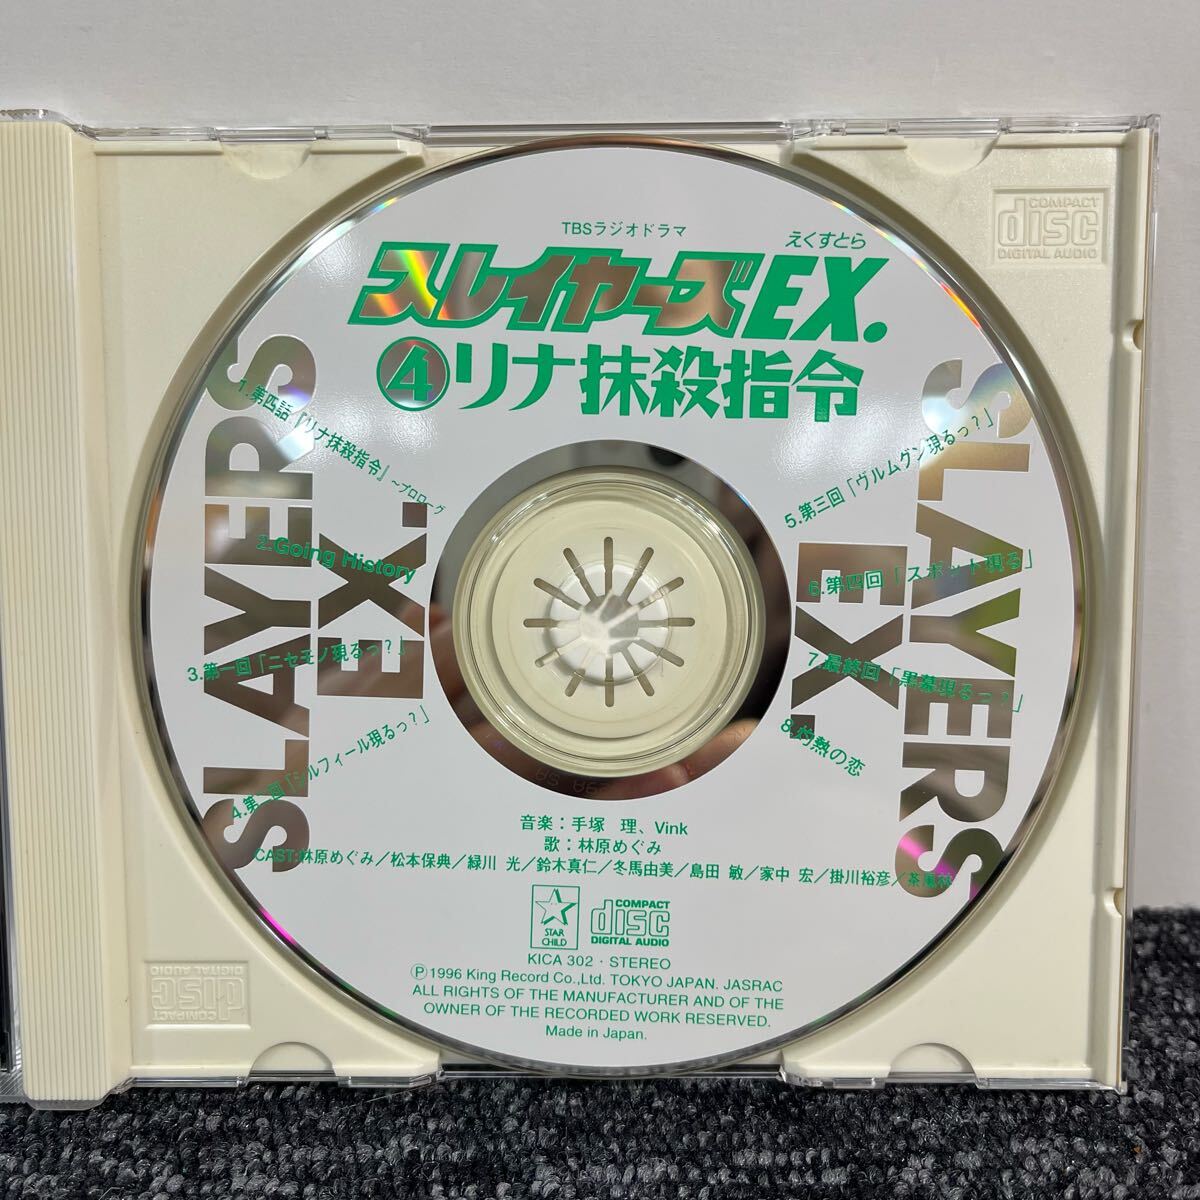 TBSラジオドラマ
えくすとら
スレイヤーズEX.
④リナ抹殺指令
SLAYERS
EX.
SLAYERS
EX.
1.第四話『リナ抹殺指令』～プロローグ
2.Going History
3.第一回「ニセモノ現るっ?」
4.第二回「シルフィール現るっ?」
5.第三回「ヴルムグン現るっ?」
6.第四回「スポット現る」
7.最終回「黒幕現るっ?」
8.灼熱の恋
音楽：手塚 理、Vink
歌：林原めぐみ
CAST:林原めぐみ／松本保典／緑川 光／鈴木真仁／冬馬由美／島田 敏／家中 宏／掛川裕彦／茶風林
STAR
CHILD
COMPACT
disc
DIGITAL AUDIO
KICA 302・STEREO
Ⓟ1996 King Record Co.,Ltd. TOKYO JAPAN. JASRAC
ALL RIGHTS OF THE MANUFACTURER AND OF THE
OWNER OF THE RECORDED WORK RESERVED.
Made in Japan.
COMPACT
disc
DIGITAL AUDIO
COMPACT
disc
DIGITAL AUDIO